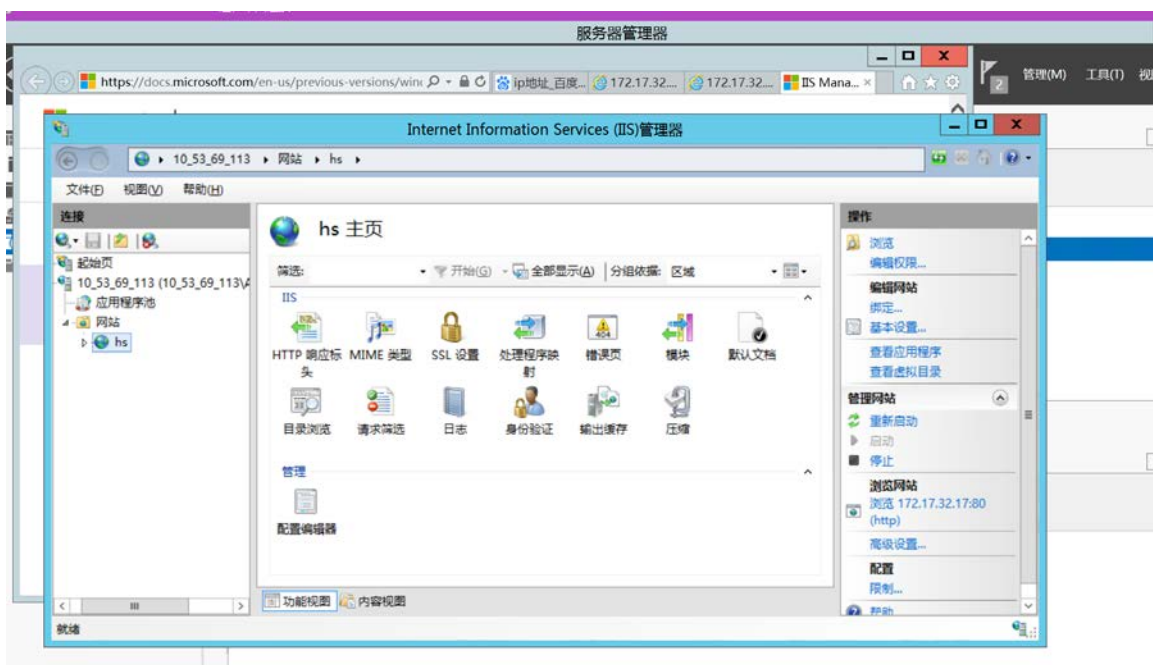 服务器管理器
https://docs.microsoft.com/en-us/previous-versions/wind
ip地址_百度...
172.17.32....
172.17.32....
IIS Mana...
2
管理(M) 工具(T)
Internet Information Services (IIS)管理器
10_53_69_113 网站 hs
文件(F) 视图(V) 帮助(H)
连接
起始页
10_53_69_113 (10_53_69_113\A
应用程序池
网站
hs
hs 主页
筛选: 开始(G) 全部显示(A) 分组依据: 区域
IIS
HTTP 响应标头 MIME 类型 SSL 设置 处理程序映射 错误页 模块 默认文档
目录浏览 请求筛选 日志 身份验证 输出缓存 压缩
管理
配置编辑器
功能视图 内容视图
操作
浏览
编辑权限...
编辑网站
绑定...
基本设置...
查看应用程序
查看虚拟目录
管理网站
重新启动
启动
停止
浏览网站
浏览 172.17.32.17:80
(http)
高级设置...
配置
限制...
帮助
就绪